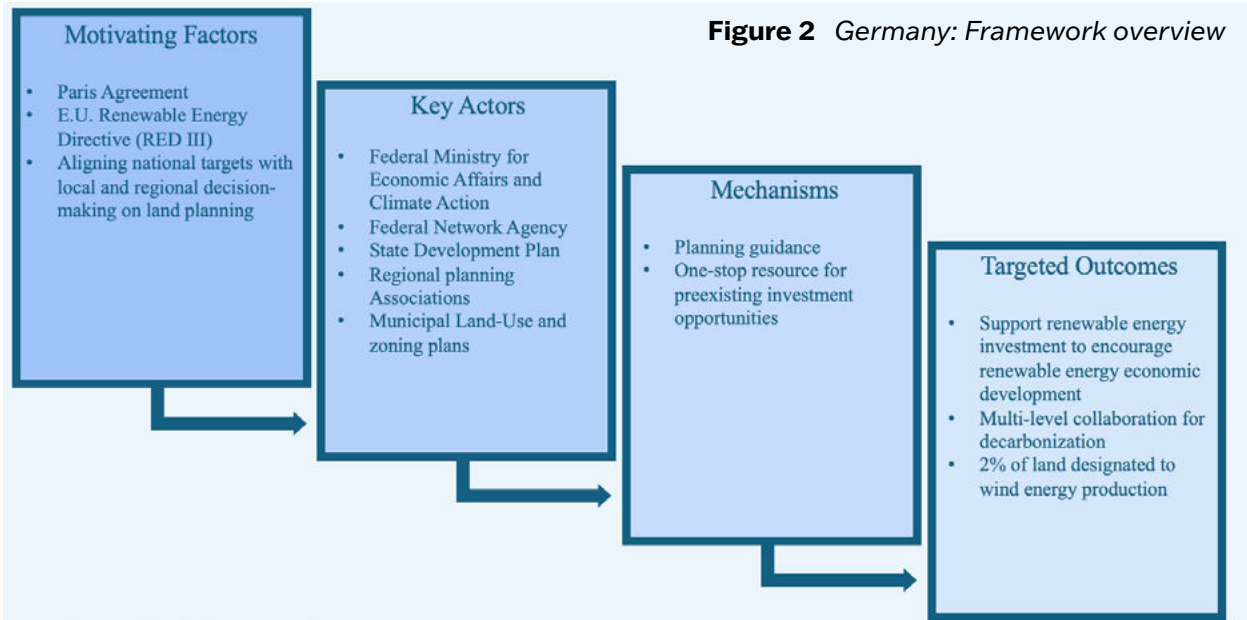 Figure 2 Germany: Framework overview
Motivating Factors
• Paris Agreement
• E.U. Renewable Energy
Directive (RED III)
• Aligning national targets with
local and regional decision-
making on land planning
Key Actors
• Federal Ministry for
Economic Affairs and
Climate Action
• Federal Network Agency
• State Development Plan
• Regional planning
Associations
• Municipal Land-Use and
zoning plans
Mechanisms
• Planning guidance
• One-stop resource for
preexisting investment
opportunities
Targeted Outcomes
• Support renewable energy
investment to encourage
renewable energy economic
development
• Multi-level collaboration for
decarbonization
• 2% of land designated to
wind energy production